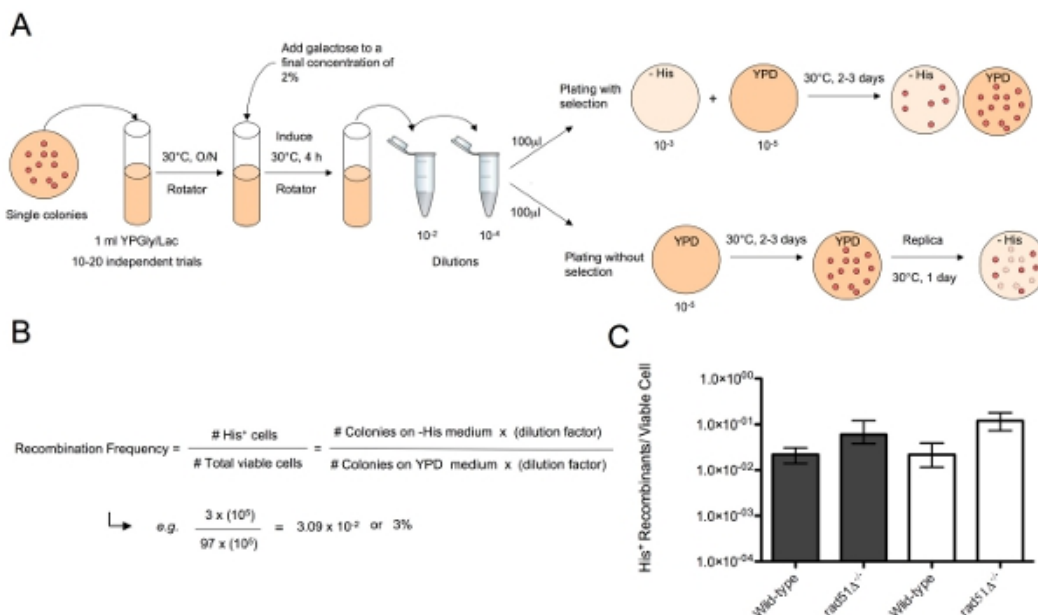 A
Add galactose to a
final concentration of
2%
Single colonies
30°C, O/N
Rotator
1 ml YPGly/Lac
10-20 independent trials
Induce
30°C, 4 h
Rotator
10⁻²
10⁻⁴
Dilutions
100µl
100µl
Plating with
selection
- His
+
YPD
10⁻³
10⁻⁵
30°C, 2-3 days
- His
YPD
Plating without
selection
YPD
10⁻⁵
30°C, 2-3 days
YPD
Replica
30°C, 1 day
- His
B
Recombination Frequency = # His⁺ cells / # Total viable cells = # Colonies on -His medium x (dilution factor) / # Colonies on YPD medium x (dilution factor)
e.g. 3 x (10⁵) / 97 x (10⁵) = 3.09 x 10⁻² or 3%
C
His⁺ Recombinants/ Viable Cell
1.0×10⁰⁰
1.0×10⁻⁰¹
1.0×10⁻⁰²
1.0×10⁻⁰³
1.0×10⁻⁰⁴
Wild-type
rad51Δ⁻/⁻
Wild-type
rad51Δ⁻/⁻